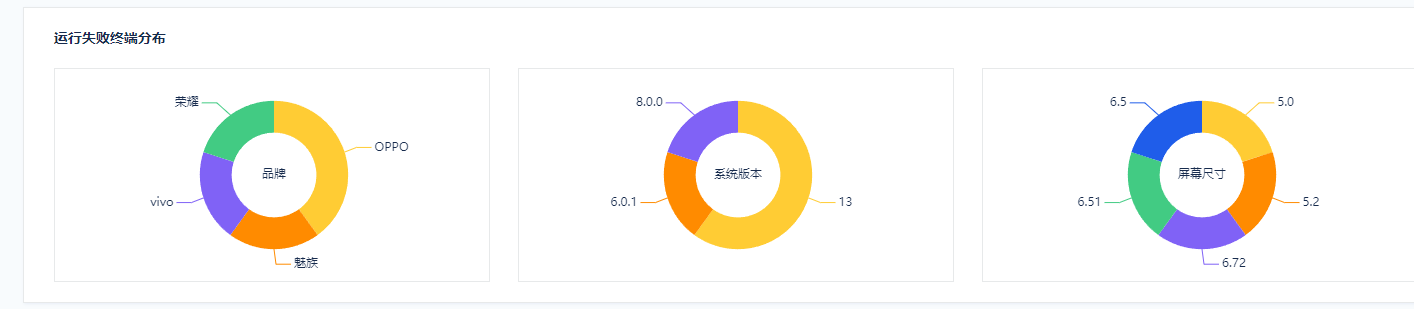 运行失败终端分布
荣耀
OPPO
品牌
vivo
魅族
8.0.0
系统版本
6.0.1
13
6.5
5.0
屏幕尺寸
6.51
5.2
6.72